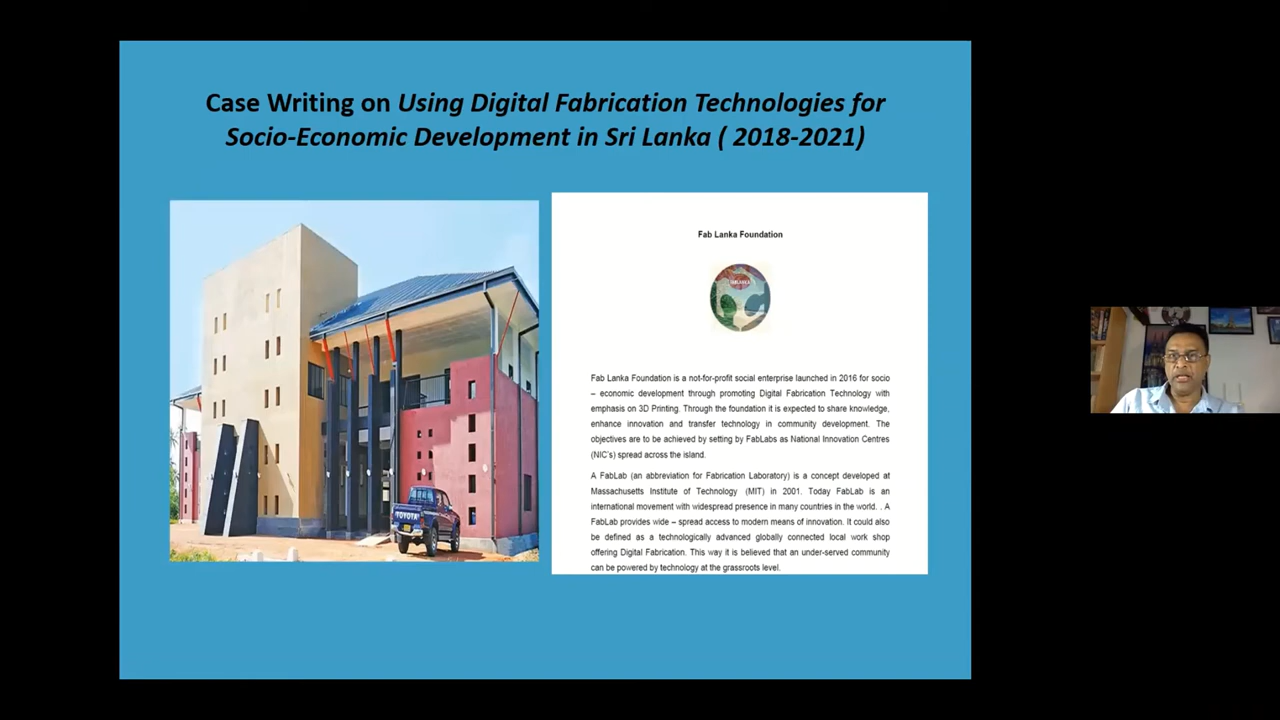 Case Writing on Using Digital Fabrication Technologies for
Socio-Economic Development in Sri Lanka ( 2018-2021)
TOYOTA
Fab Lanka Foundation
Fab Lanka Foundation is a not-for-profit social enterprise launched in 2016 for socio
– economic development through promoting Digital Fabrication Technology with
emphasis on 3D Printing. Through the foundation it is expected to share knowledge,
enhance innovation and transfer technology in community development. The
objectives are to be achieved by setting by FabLabs as National Innovation Centres
(NIC's) spread across the island.
A FabLab (an abbreviation for Fabrication Laboratory) is a concept developed at
Massachusetts Institute of Technology (MIT) in 2001. Today FabLab is an
international movement with widespread presence in many countries in the world. . A
FabLab provides wide – spread access to modern means of innovation. It could also
be defined as a technologically advanced globally connected local work shop
offering Digital Fabrication. This way it is believed that an under-served community
can be powered by technology at the grassroots level.